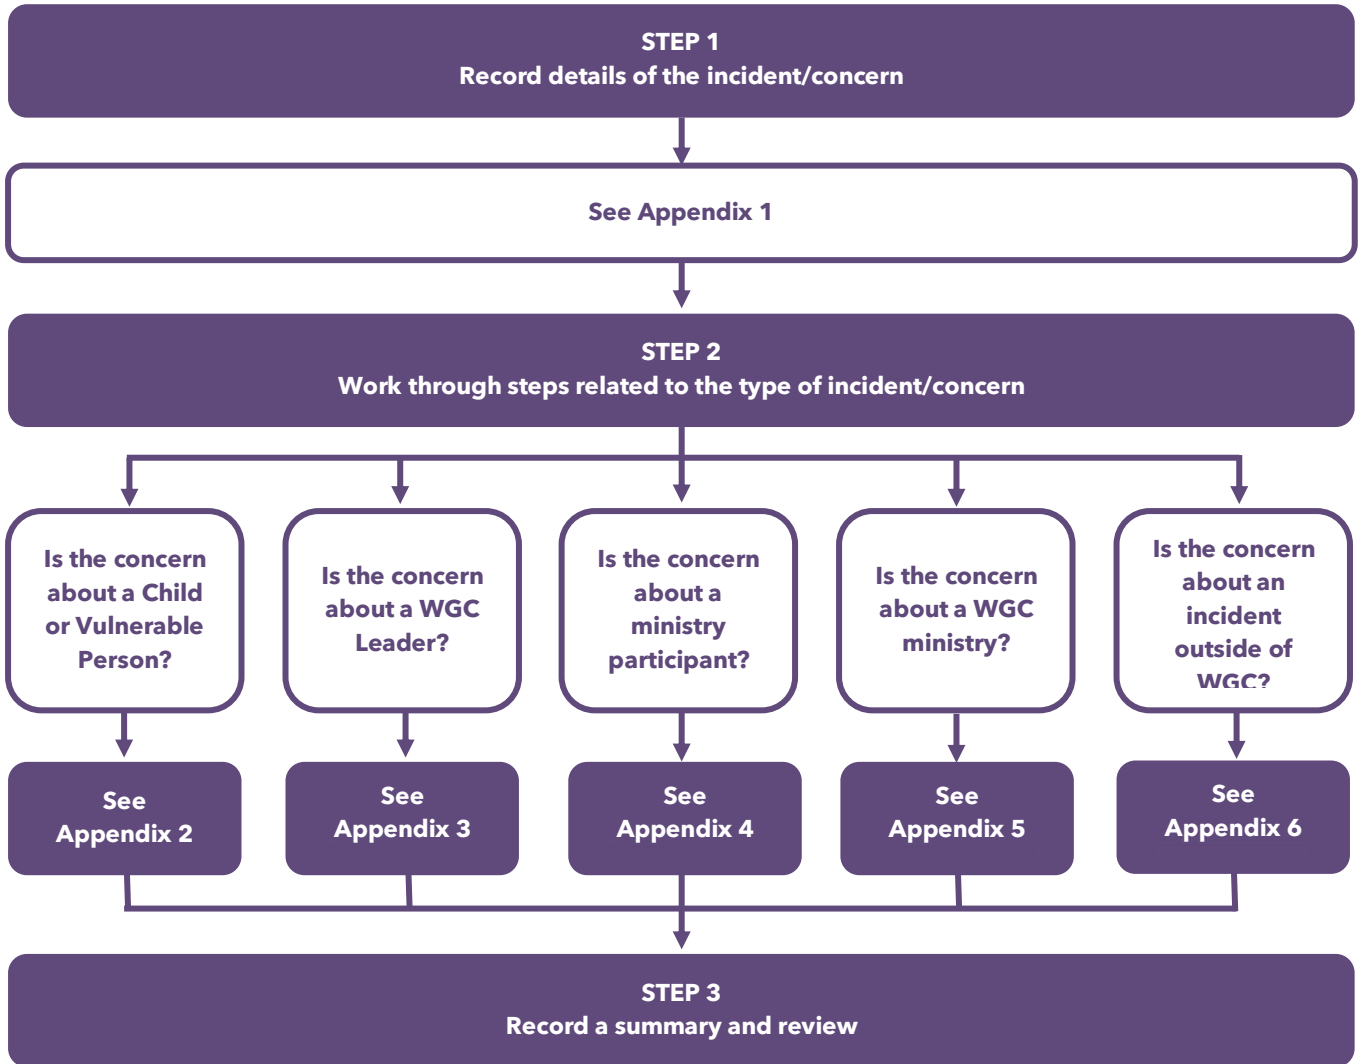 STEP 1
Record details of the incident/concern
See Appendix 1
STEP 2
Work through steps related to the type of incident/concern
Is the concern
about a Child
or Vulnerable
Person?
Is the concern
about a WGC
Leader?
Is the concern
about a
ministry
participant?
Is the concern
about a WGC
ministry?
Is the concern
about an
incident
outside of
WGC?
See
Appendix 2
See
Appendix 3
See
Appendix 4
See
Appendix 5
See
Appendix 6
STEP 3
Record a summary and review